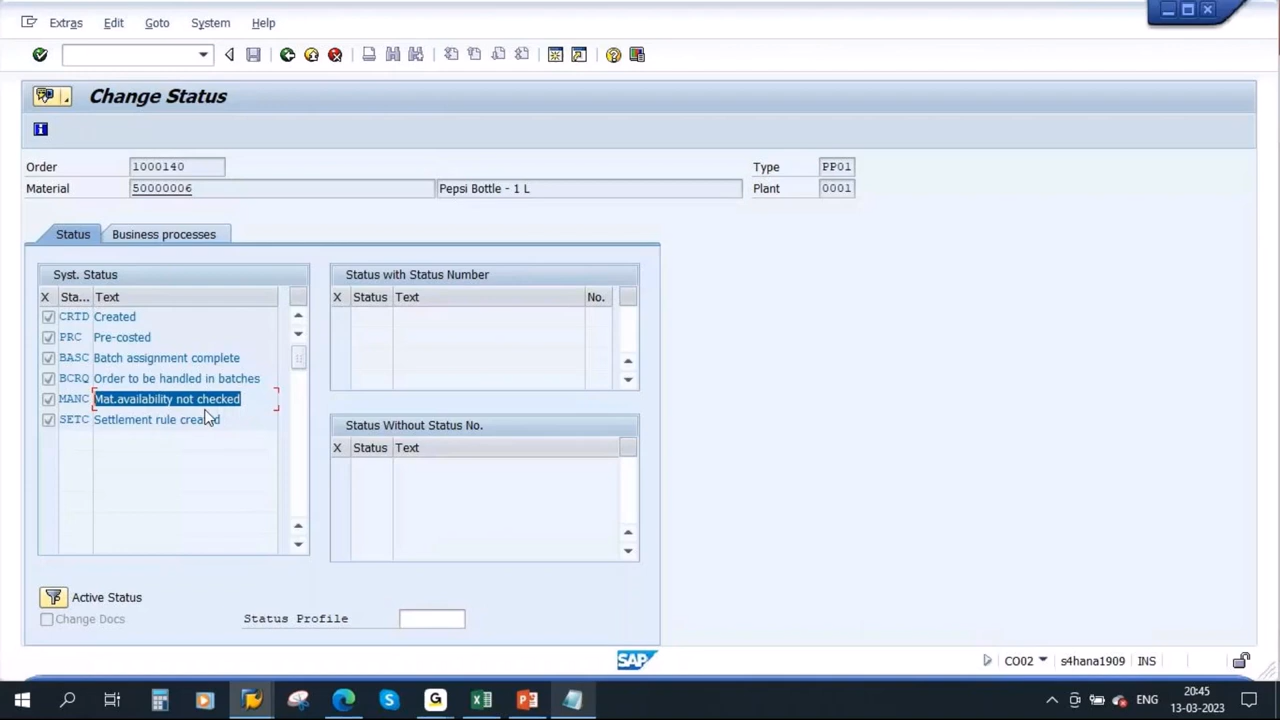 Extras Edit Goto System Help
Change Status
Order 1000140 Type PP01
Material 50000006 Pepsi Bottle - 1 L Plant 0001
Status Business processes
Syst. Status
X Sta... Text
CRTD Created
PRC Pre-costed
BASC Batch assignment complete
BCRQ Order to be handled in batches
MANC Mat.availability not checked
SETC Settlement rule created
Status with Status Number
X Status Text No.
Status Without Status No.
X Status Text
Active Status
Change Docs
Status Profile
SAP CO02 s4hana1909 INS
ENG
20:45
13-03-2023